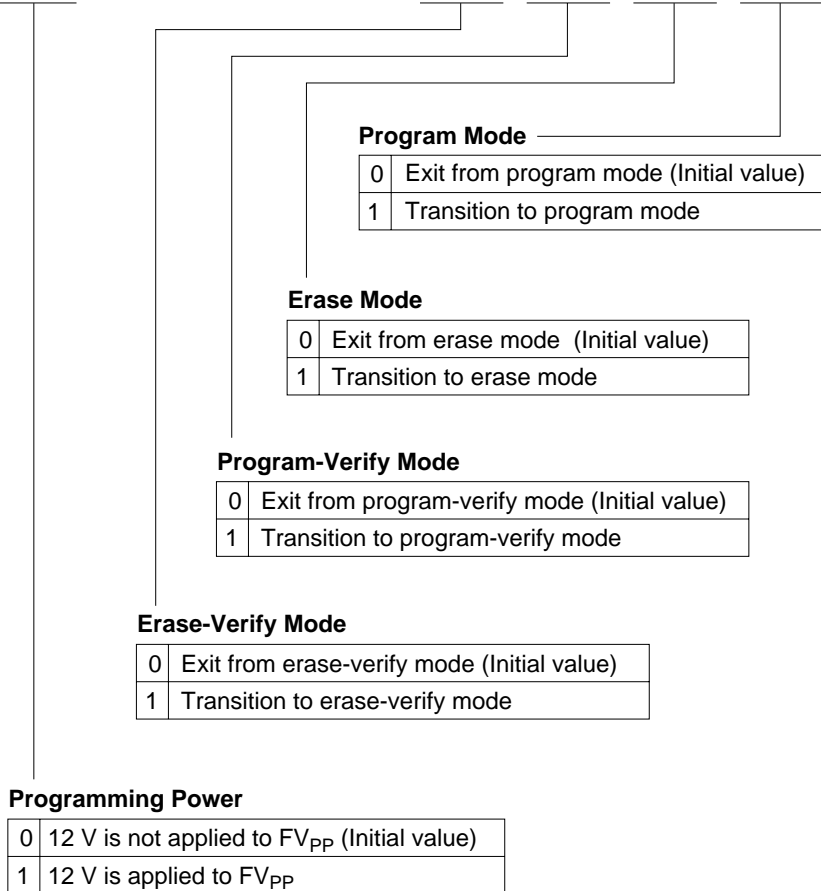 Program Mode
0 Exit from program mode (Initial value)
1 Transition to program mode
Erase Mode
0 Exit from erase mode (Initial value)
1 Transition to erase mode
Program-Verify Mode
0 Exit from program-verify mode (Initial value)
1 Transition to program-verify mode
Erase-Verify Mode
0 Exit from erase-verify mode (Initial value)
1 Transition to erase-verify mode
Programming Power
0 12 V is not applied to FVPP (Initial value)
1 12 V is applied to FVPP